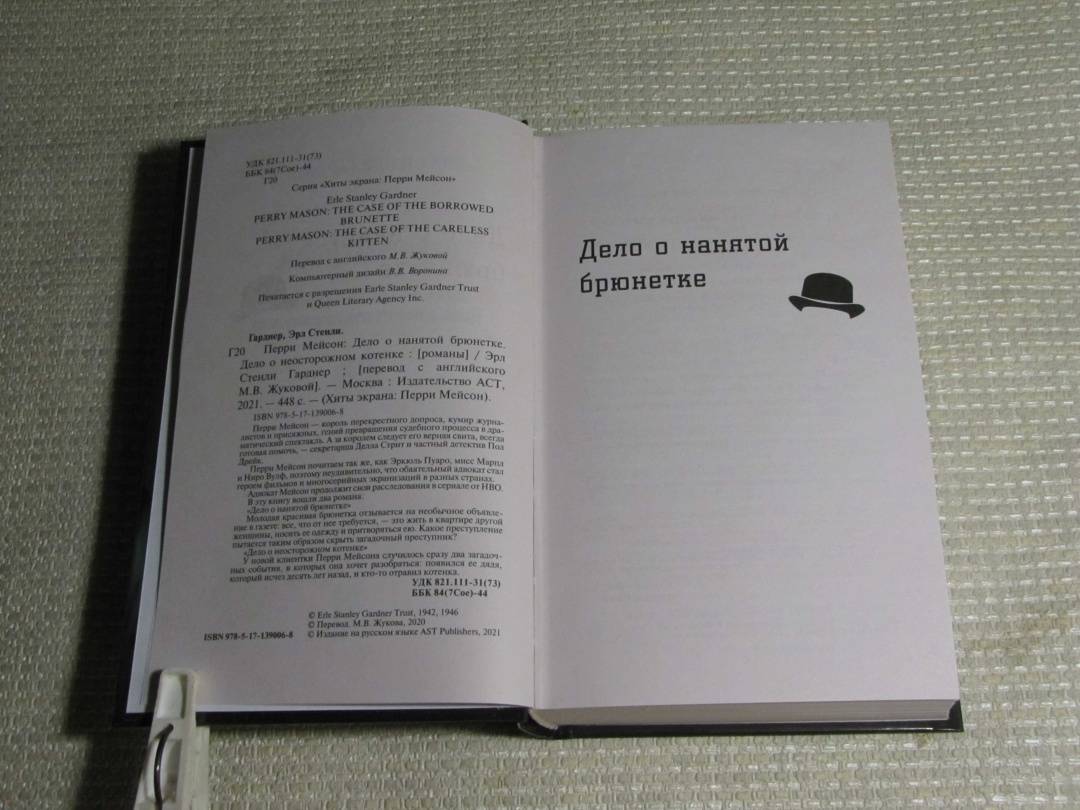 УДК 821.111-31(73)
ББК 84(7Сое)-44
Г20
Серия «Хиты экрана: Перри Мейсон»
Erle Stanley Gardner
PERRY MASON: THE CASE OF THE BORROWED
BRUNETTE
PERRY MASON: THE CASE OF THE CARELESS
KITTEN
Перевод с английского М.В. Жуковой
Компьютерный дизайн В.В. Воронина
Печатается с разрешения Earle Stanley Gardner Trust
и Queen Literary Agency Inc.
Гарднер, Эрл Стенли.
Г20 Перри Мейсон: Дело о нанятой брюнетке.
Дело о неосторожном котенке : [романы] / Эрл
Стенли Гарднер ; [перевод с английского
М.В. Жуковой]. — Москва : Издательство АСТ,
2021. — 448 с. — (Хиты экрана: Перри Мейсон).
ISBN 978-5-17-139006-8
Перри Мейсон — король перекрестного допроса, кумир журна-
листов и присяжных, гений превращения судебного процесса в дра-
матический спектакль. А за королем следует его верная свита, всегда
готовая помочь, — секретарша Делла Стрит и частный детектив Пол
Дрейк.
Перри Мейсон почитаем так же, как Эркюль Пуаро, мисс Марпл
и Ниро Вулф, поэтому неудивительно, что обаятельный адвокат стал
героем фильмов и многосерийных экранизаций в разных странах.
Адвокат Мейсон продолжит свои расследования в сериале от HBO.
В эту книгу вошли два романа.
«Дело о нанятой брюнетке»
Молодая красивая брюнетка отзывается на необычное объявле-
ние в газете: все, что от нее требуется, — это жить в квартире другой
женщины, носить ее одежду и притворяться ею. Какое преступление
пытается таким образом скрыть загадочный преступник?
«Дело о неосторожном котенке»
У новой клиентки Перри Мейсона случилось сразу два загадоч-
ных события, в которых она хочет разобраться: появился ее дядя,
который исчез десять лет назад, и кто-то отравил котенка.
УДК 821.111-31(73)
ББК 84(7Сое)-44
© Erle Stanley Gardner Trust, 1942, 1946
© Перевод. М.В. Жукова, 2020
ISBN 978-5-17-139006-8 © Издание на русском языке AST Publishers, 2021
Дело о нанятой
брюнетке